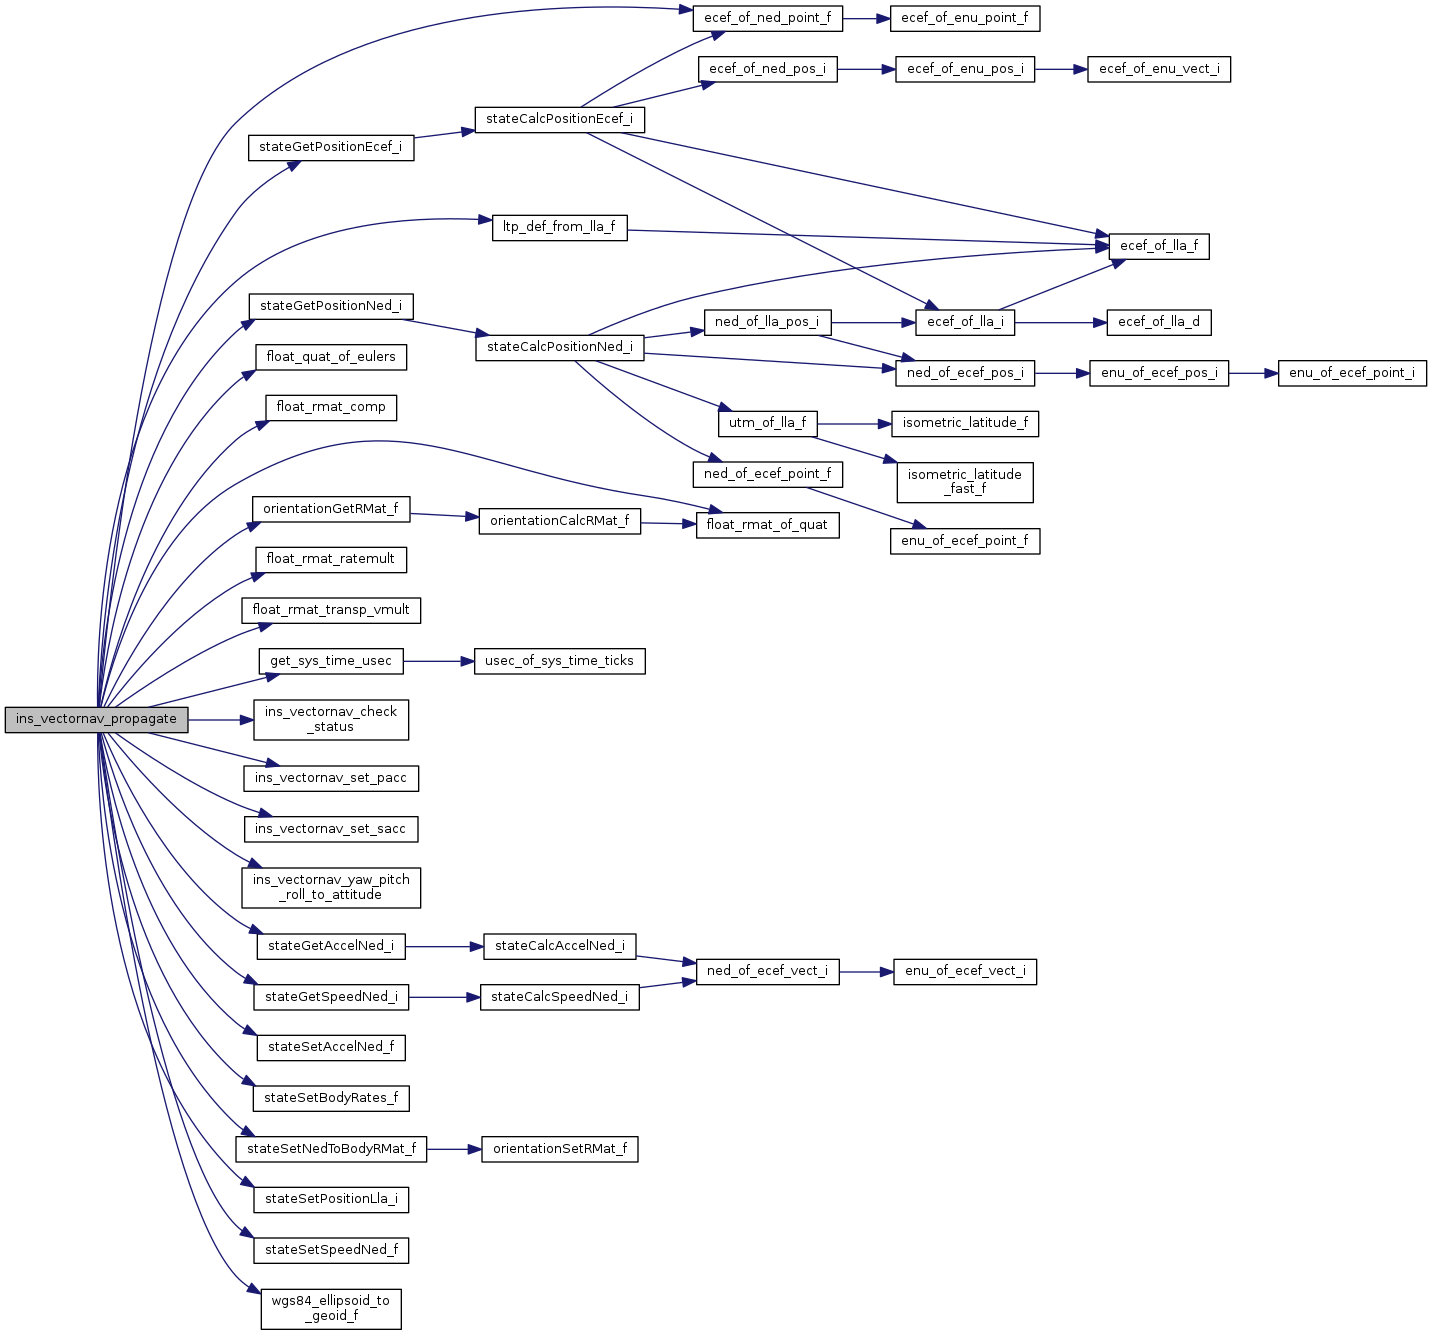 ecef_of_ned_point_f
ecef_of_enu_point_f
ecef_of_ned_pos_i
ecef_of_enu_pos_i
ecef_of_enu_vect_i
stateCalcPositionEcef_i
stateGetPositionEcef_i
ltp_def_from_lla_f
ecef_of_lla_f
stateGetPositionNed_i
ned_of_lla_pos_i
ecef_of_lla_i
ecef_of_lla_d
stateCalcPositionNed_i
float_quat_of_eulers
ned_of_ecef_pos_i
enu_of_ecef_pos_i
enu_of_ecef_point_i
float_rmat_comp
utm_of_lla_f
isometric_latitude_f
ned_of_ecef_point_f
isometric_latitude
_fast_f
orientationGetRMat_f
orientationCalcRMat_f
float_rmat_of_quat
enu_of_ecef_point_f
float_rmat_ratemult
float_rmat_transp_vmult
get_sys_time_usec
usec_of_sys_time_ticks
ins_vectornav_propagate
ins_vectornav_check
_status
ins_vectornav_set_pacc
ins_vectornav_set_sacc
ins_vectornav_yaw_pitch
_roll_to_attitude
stateGetAccelNed_i
stateCalcAccelNed_i
ned_of_ecef_vect_i
enu_of_ecef_vect_i
stateGetSpeedNed_i
stateCalcSpeedNed_i
stateSetAccelNed_f
stateSetBodyRates_f
stateSetNedToBodyRMat_f
orientationSetRMat_f
stateSetPositionLla_i
stateSetSpeedNed_f
wgs84_ellipsoid_to
_geoid_f